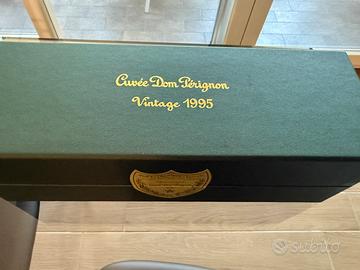 Cuvée Dom Pérignon
Vintage 1995
subito